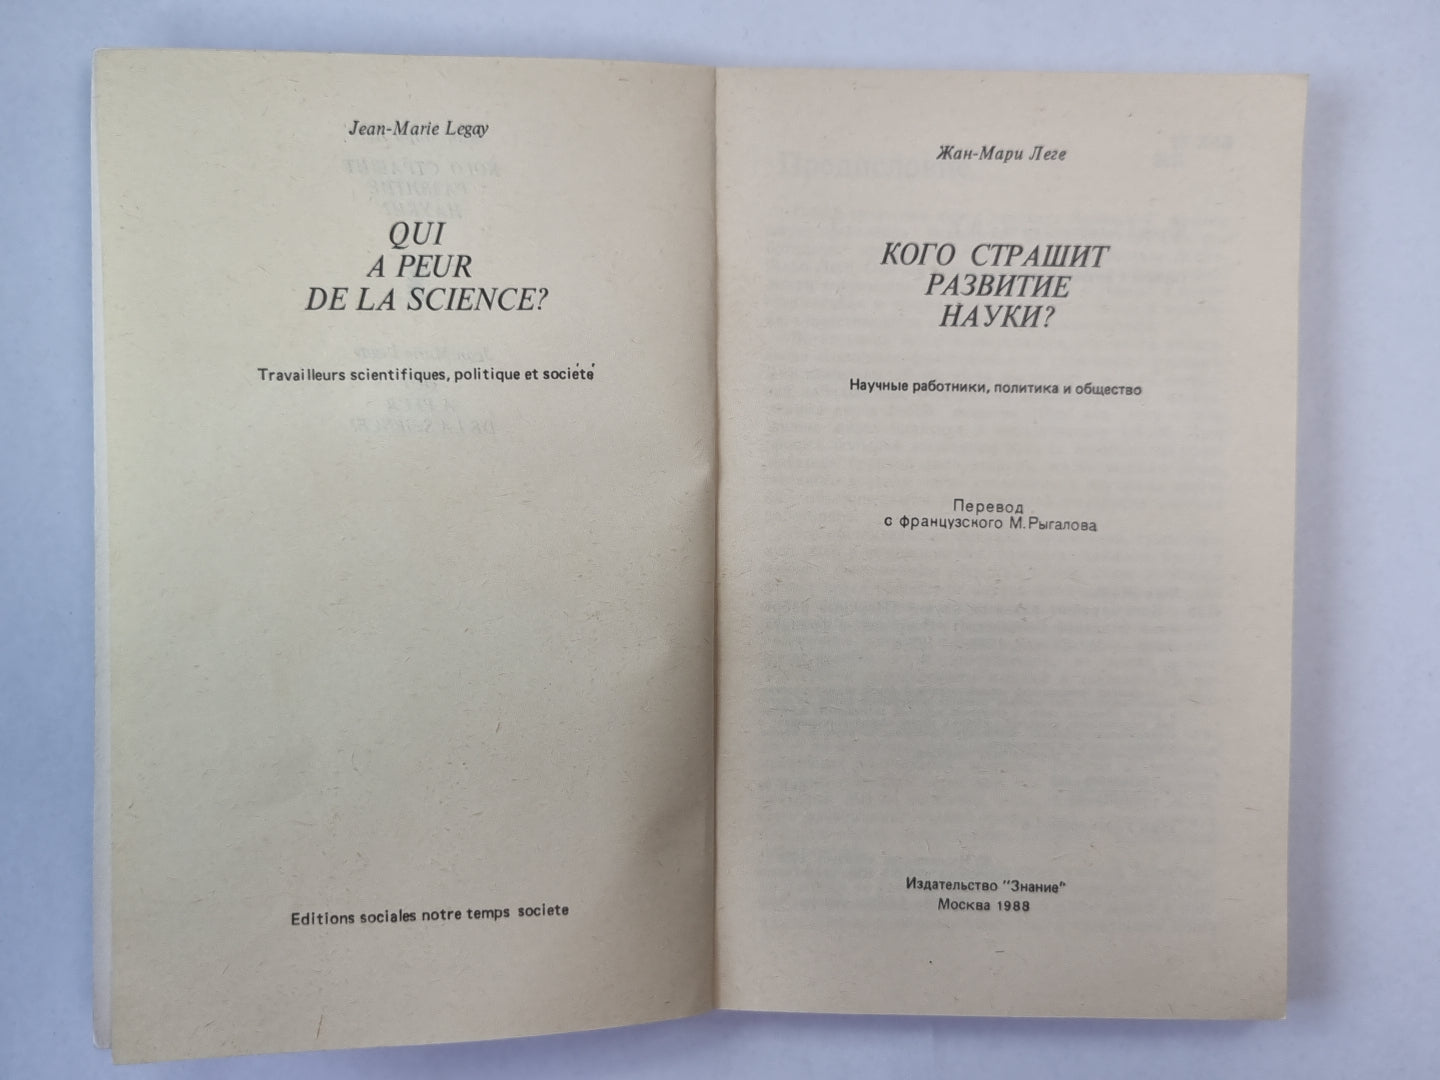 Jean-Marie Legay
QUI
A PEUR
DE LA SCIENCE?
Travailleurs scientifiques, politique et société
Editions sociales notre temps societe
Жан-Мари Леге
КОГО СТРАШИТ
РАЗВИТИЕ
НАУКИ?
Научные работники, политика и общество
Перевод
с французского М.Рыгалова
Издательство "Знание"
Москва 1988